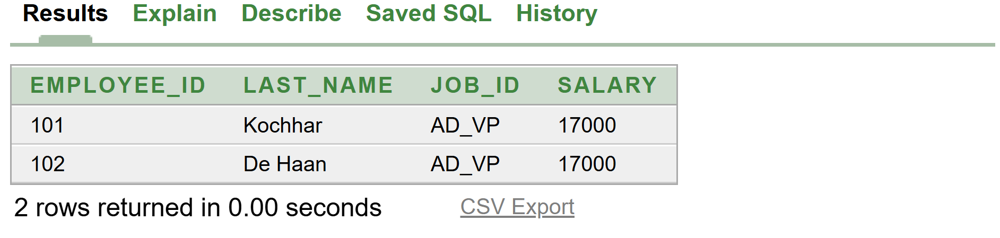 Results Explain Describe Saved SQL History
EMPLOYEE_ID LAST_NAME JOB_ID SALARY
101 Kochhar AD_VP 17000
102 De Haan AD_VP 17000
2 rows returned in 0.00 seconds CSV Export